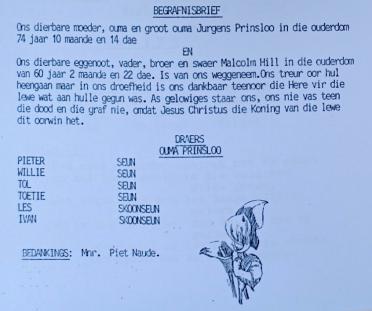 BEGRAFNISBRIEF
Ons dierbare moeder, ouma en groot ouma Jurgens Prinsloo in die ouderdom
74 jaar 10 maande en 14 dae
EN
Ons dierbare eggenoot, vader, broer en swaer Malcolm Hill in die ouderdom
van 60 jaar 2 maande en 22 dae. Is van ons weggeneem.Ons treur oor hul
heengaan maar in ons droefheid is ons dankbaar teenoor die Here vir die
lewe wat aan hulle gegun was. As gelowiges staar ons, ons nie vas teen
die dood en die graf nie, omdat Jesus Christus die Koning van die lewe
dit oorwin het.
DRAERS
OUMA PRINSLOO
PIETER SEUN
WILLIE SEUN
TOL SEUN
TOETIE SEUN
LES SKOONSEUN
IVAN SKOONSEUN
BEDANKINGS: Mnr. Piet Naude.